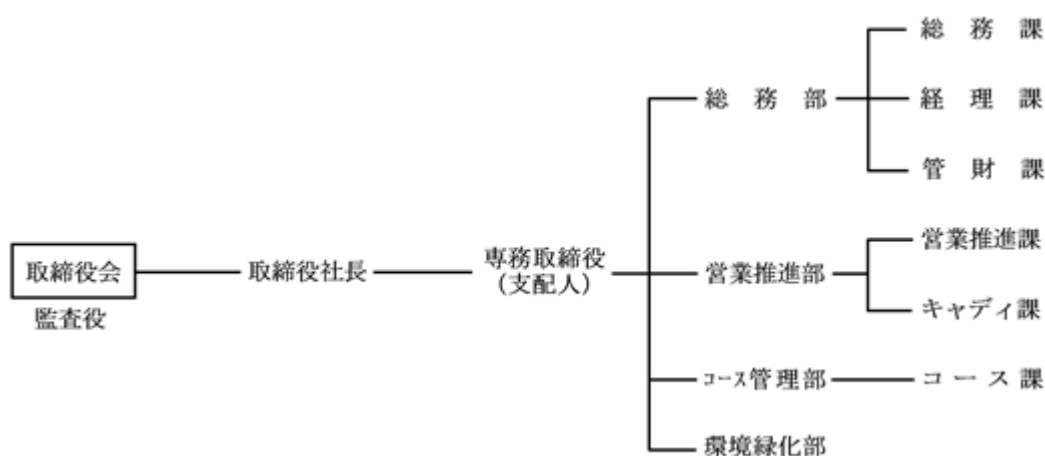 総務課
総務部
経理課
管財課
取締役会
監査役
取締役社長
専務取締役
（支配人）
営業推進部
営業推進課
キャディ課
コース管理部
コース課
環境緑化部